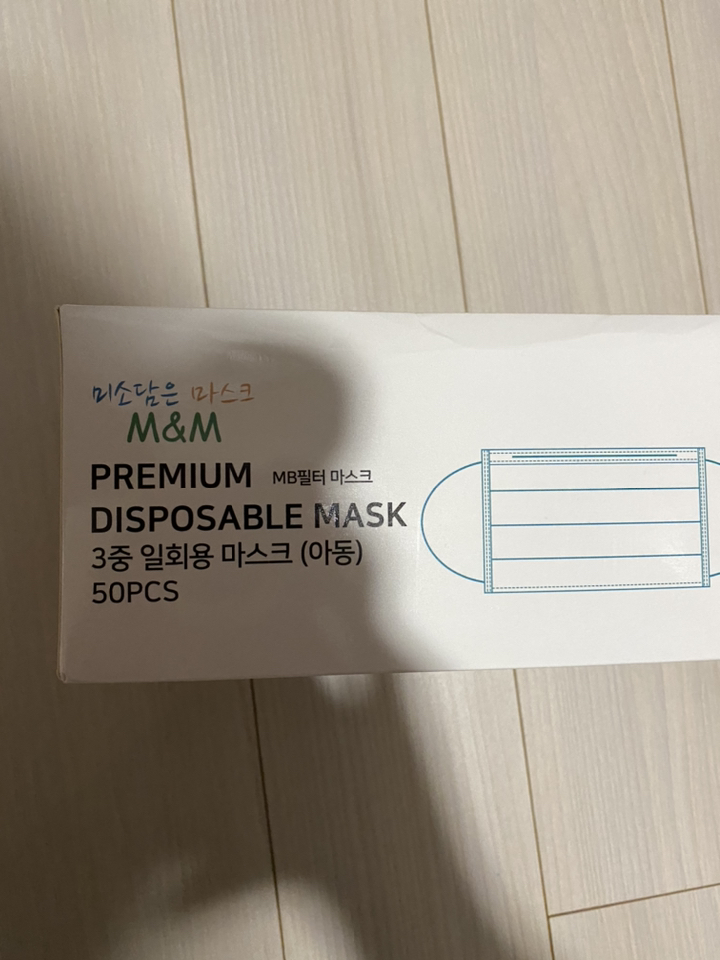 미소담은 마스크
M&M
PREMIUM MB필터 마스크
DISPOSABLE MASK
3중 일회용 마스크 (아동)
50PCS